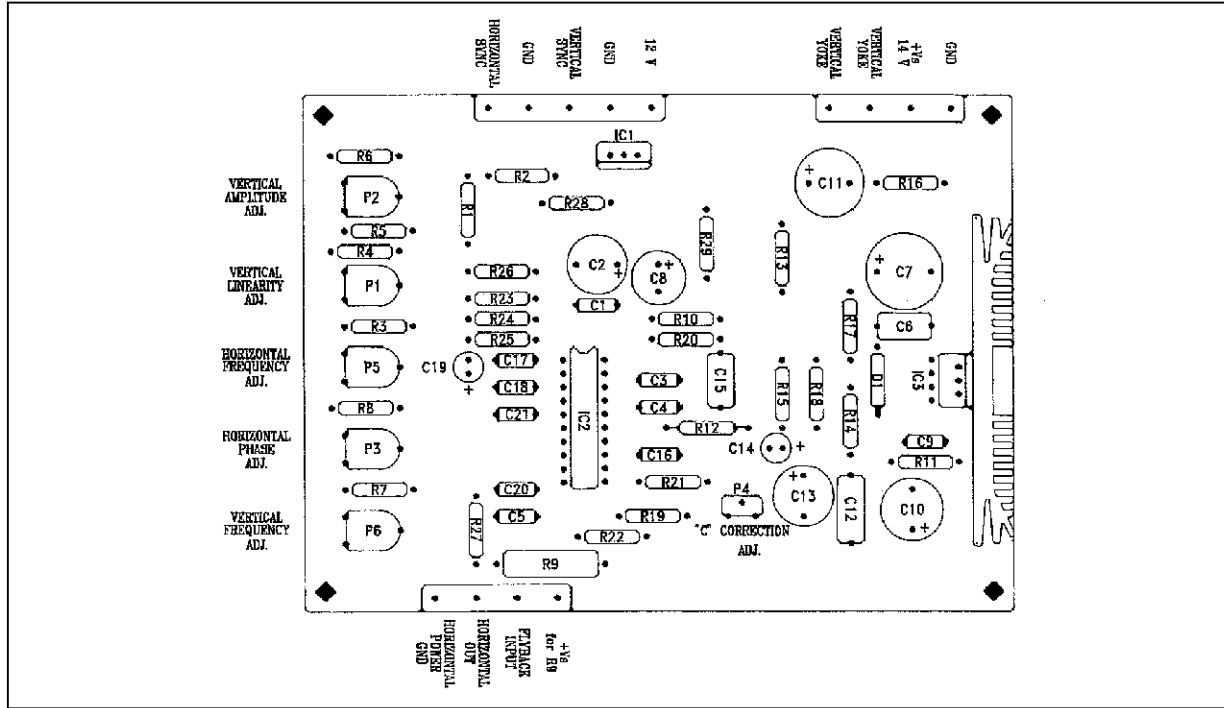 HORIZONTAL
SYNC
GND
VERTICAL
SYNC
GND
12 V
VERTICAL
YOKE
VERTICAL
YOKE
+Vs
14 V
GND
IC1
R6
R2
C11
R16
VERTICAL
AMPLITUDE
ADJ.
P2
R1
R28
R5
R29
R13
R4
C2
C8
C7
VERTICAL
LINEARITY
ADJ.
P1
R26
R23
C1
R3
R24
R10
R17
C6
R25
R20
HORIZONTAL
FREQUENCY
ADJ.
P5
C19
C17
C18
C3
C15
R15
R18
D1
IC3
R8
C21
IC2
C4
R14
R12
HORIZONTAL
PHASE
ADJ.
P3
C14
C9
C16
R11
R7
C20
R21
P4
C13
C12
C10
VERTICAL
FREQUENCY
ADJ.
P6
R27
C5
R19
"C" CORRECTION
ADJ.
R22
R9
HORIZONTAL
POWER
GND
HORIZONTAL
OUT
FLYBACK
INPUT
+Vs
for R9